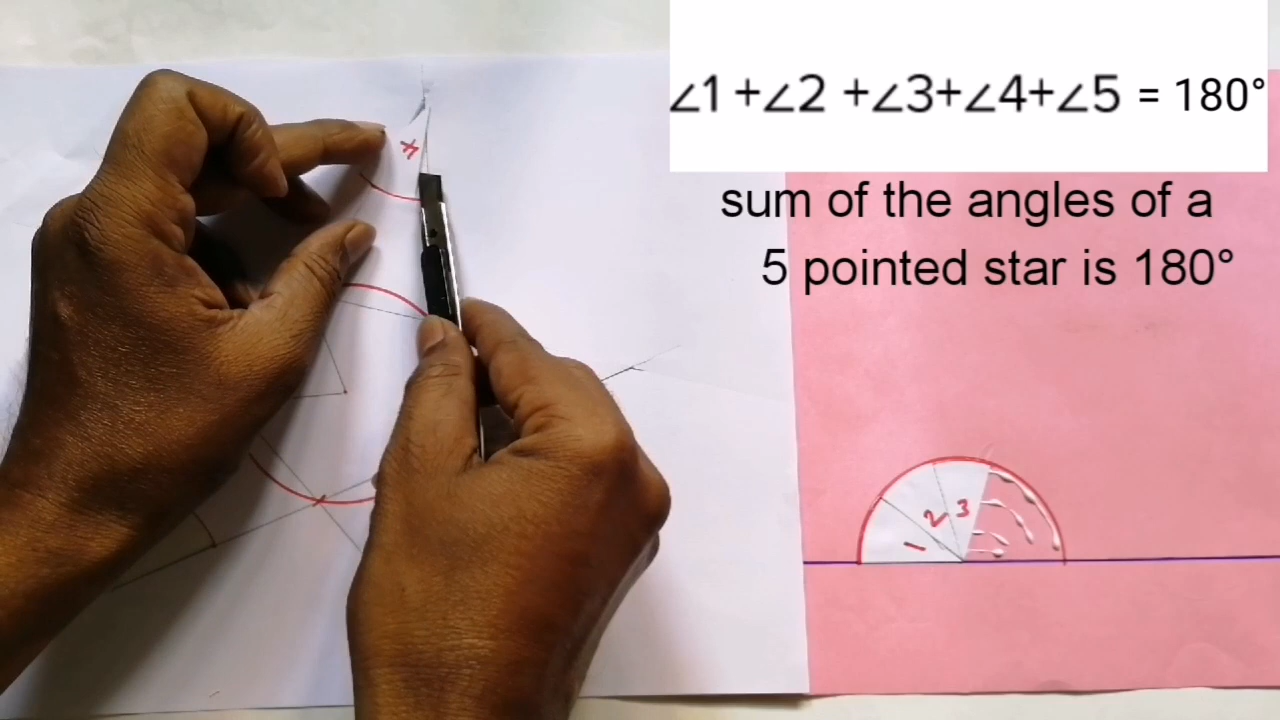 ∠1 +∠2 +∠3+∠4+∠5 = 180°
sum of the angles of a
5 pointed star is 180°
4
1 2 3